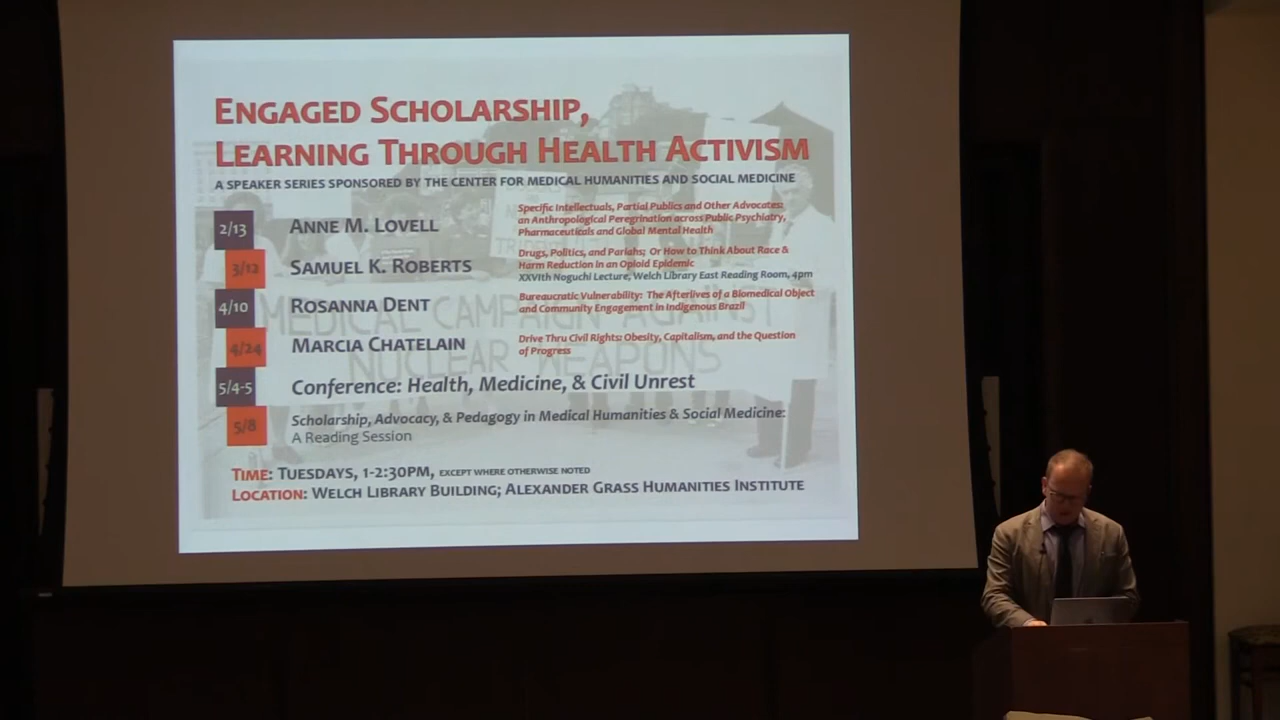 ENGAGED SCHOLARSHIP,
LEARNING THROUGH HEALTH ACTIVISM
A SPEAKER SERIES SPONSORED BY THE CENTER FOR MEDICAL HUMANITIES AND SOCIAL MEDICINE
2/13
ANNE M. LOVELL
Specific Intellectuals, Partial Publics and Other Advocates:
an Anthropological Peregrination across Public Psychiatry,
Pharmaceuticals and Global Mental Health
3/12
SAMUEL K. ROBERTS
Drugs, Politics, and Pariahs; Or How to Think About Race &
Harm Reduction in an Opioid Epidemic
XXVIth Noguchi Lecture, Welch Library East Reading Room, 4pm
4/10
ROSANNA DENT
Bureaucratic Vulnerability: The Afterlives of a Biomedical Object
and Community Engagement in Indigenous Brazil
4/24
MARCIA CHATELAIN
Drive Thru Civil Rights: Obesity, Capitalism, and the Question
of Progress
5/4-5
Conference: Health, Medicine, & Civil Unrest
5/8
Scholarship, Advocacy, & Pedagogy in Medical Humanities & Social Medicine:
A Reading Session
TIME: TUESDAYS, 1-2:30PM, EXCEPT WHERE OTHERWISE NOTED
LOCATION: WELCH LIBRARY BUILDING; ALEXANDER GRASS HUMANITIES INSTITUTE
MEDICAL CAMPAIGN AGAINST
NUCLEAR WEAPONS